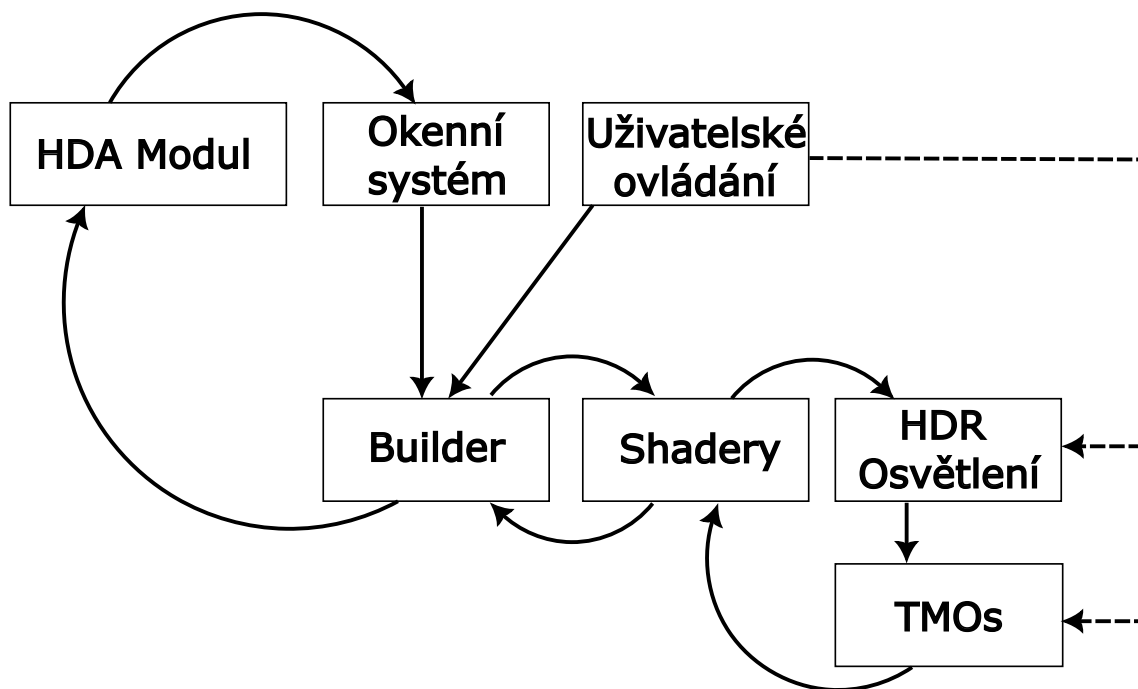 HDA Modul
Okenní
systém
Uživatelské
ovládání
Builder
Shadery
HDR
Osvětlení
TMOs